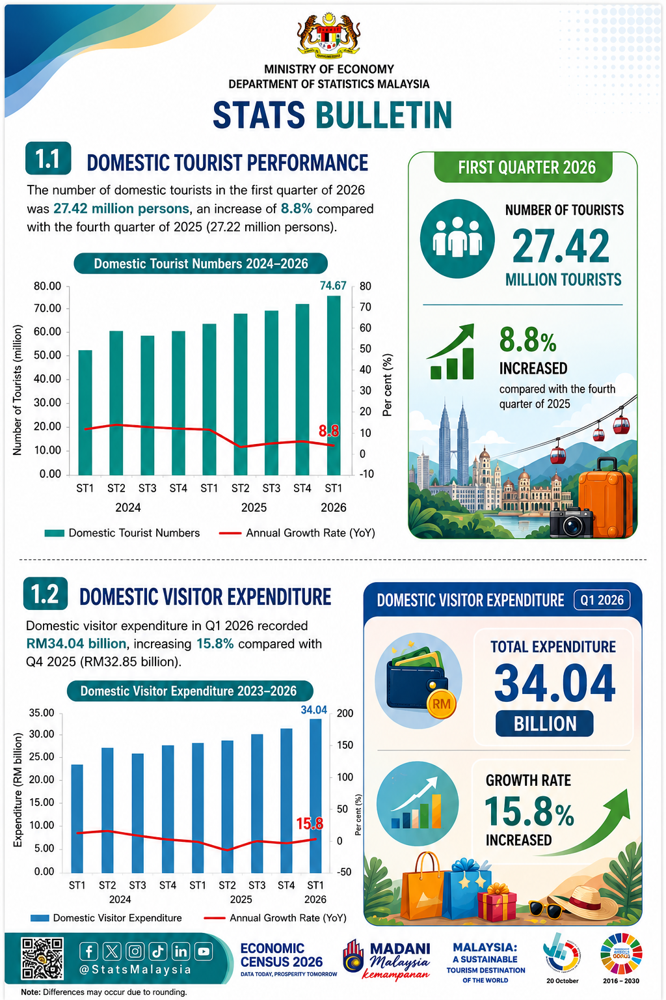 MINISTRY OF ECONOMY
DEPARTMENT OF STATISTICS MALAYSIA
STATS BULLETIN
1.1
DOMESTIC TOURIST PERFORMANCE
The number of domestic tourists in the first quarter of 2026
was 27.42 million persons, an increase of 8.8% compared
with the fourth quarter of 2025 (27.22 million persons).
Domestic Tourist Numbers 2024–2026
Number of Tourists (million)
80.00
70.00
60.00
50.00
40.00
30.00
20.00
10.00
0.00
74.67
8.8
80
70
60
50
40
30
20
10
0
-10
Per cent (%)
ST1 ST2 ST3 ST4 ST1 ST2 ST3 ST4 ST1
2024 2025 2026
Domestic Tourist Numbers Annual Growth Rate (YoY)
FIRST QUARTER 2026
NUMBER OF TOURISTS
27.42
MILLION TOURISTS
8.8%
INCREASED
compared with the fourth
quarter of 2025
1.2
DOMESTIC VISITOR EXPENDITURE
Domestic visitor expenditure in Q1 2026 recorded
RM34.04 billion, increasing 15.8% compared with
Q4 2025 (RM32.85 billion).
Domestic Visitor Expenditure 2023–2026
Expenditure (RM billion)
35.00
30.00
25.00
20.00
15.00
10.00
5.00
0.00
34.04
15.8
200
150
100
50
0
-50
Per cent (%)
ST1 ST2 ST3 ST4 ST1 ST2 ST3 ST4 ST1
2024 2025 2026
Domestic Visitor Expenditure Annual Growth Rate (YoY)
DOMESTIC VISITOR EXPENDITURE Q1 2026
RM
TOTAL EXPENDITURE
34.04
BILLION
GROWTH RATE
15.8%
INCREASED
@StatsMalaysia
ECONOMIC
CENSUS 2026
DATA TODAY, PROSPERITY TOMORROW
MADANI
Malaysia
kemampanan
MALAYSIA:
A SUSTAINABLE
TOURISM DESTINATION
OF THE WORLD
20 October
2016 – 2030
Note: Differences may occur due to rounding.